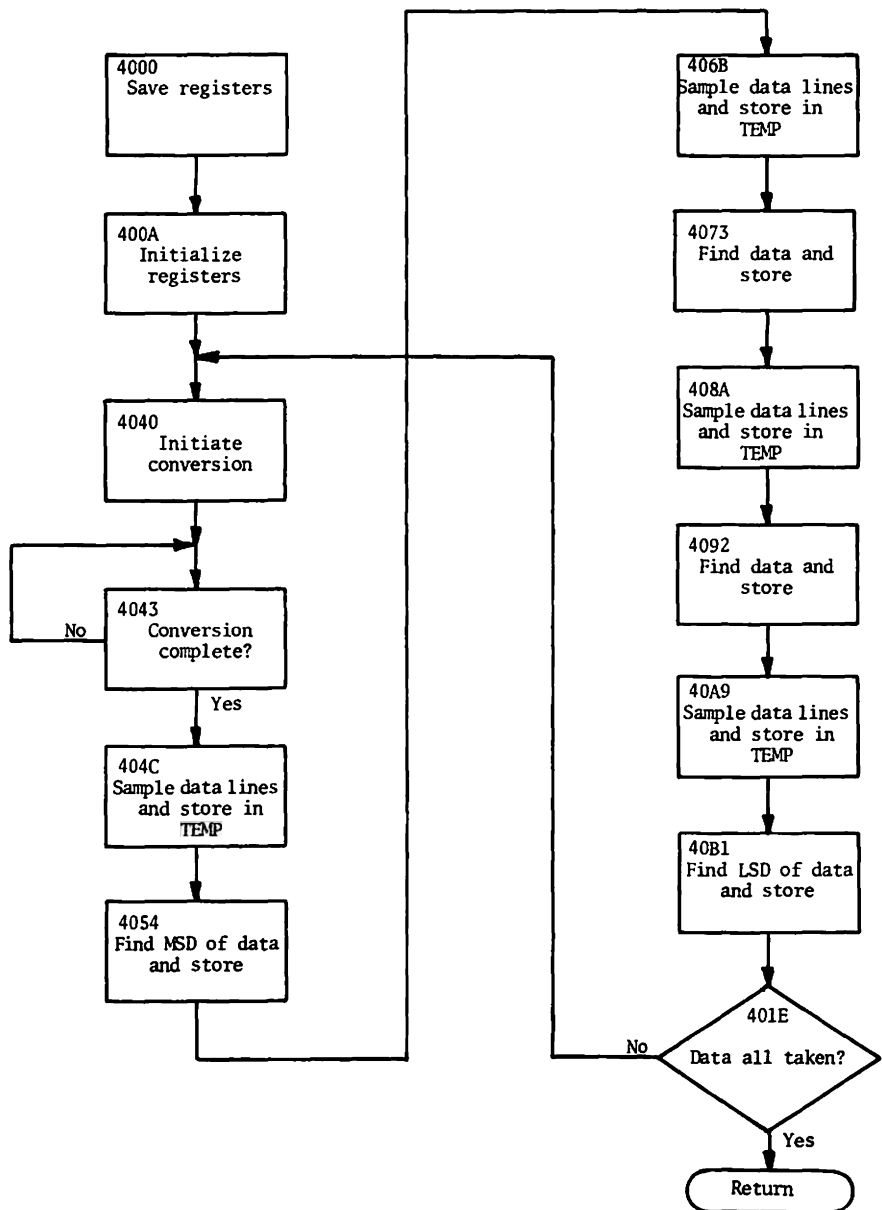 4000
Save registers
400A
Initialize
registers
4040
Initiate
conversion
4043
Conversion
complete?
No
Yes
404C
Sample data lines
and store in
TEMP
4054
Find MSD of data
and store
406B
Sample data lines
and store in
TEMP
4073
Find data and
store
408A
Sample data lines
and store in
TEMP
4092
Find data and
store
40A9
Sample data lines
and store in
TEMP
40B1
Find LSD of data
and store
401E
Data all taken?
No
Yes
Return